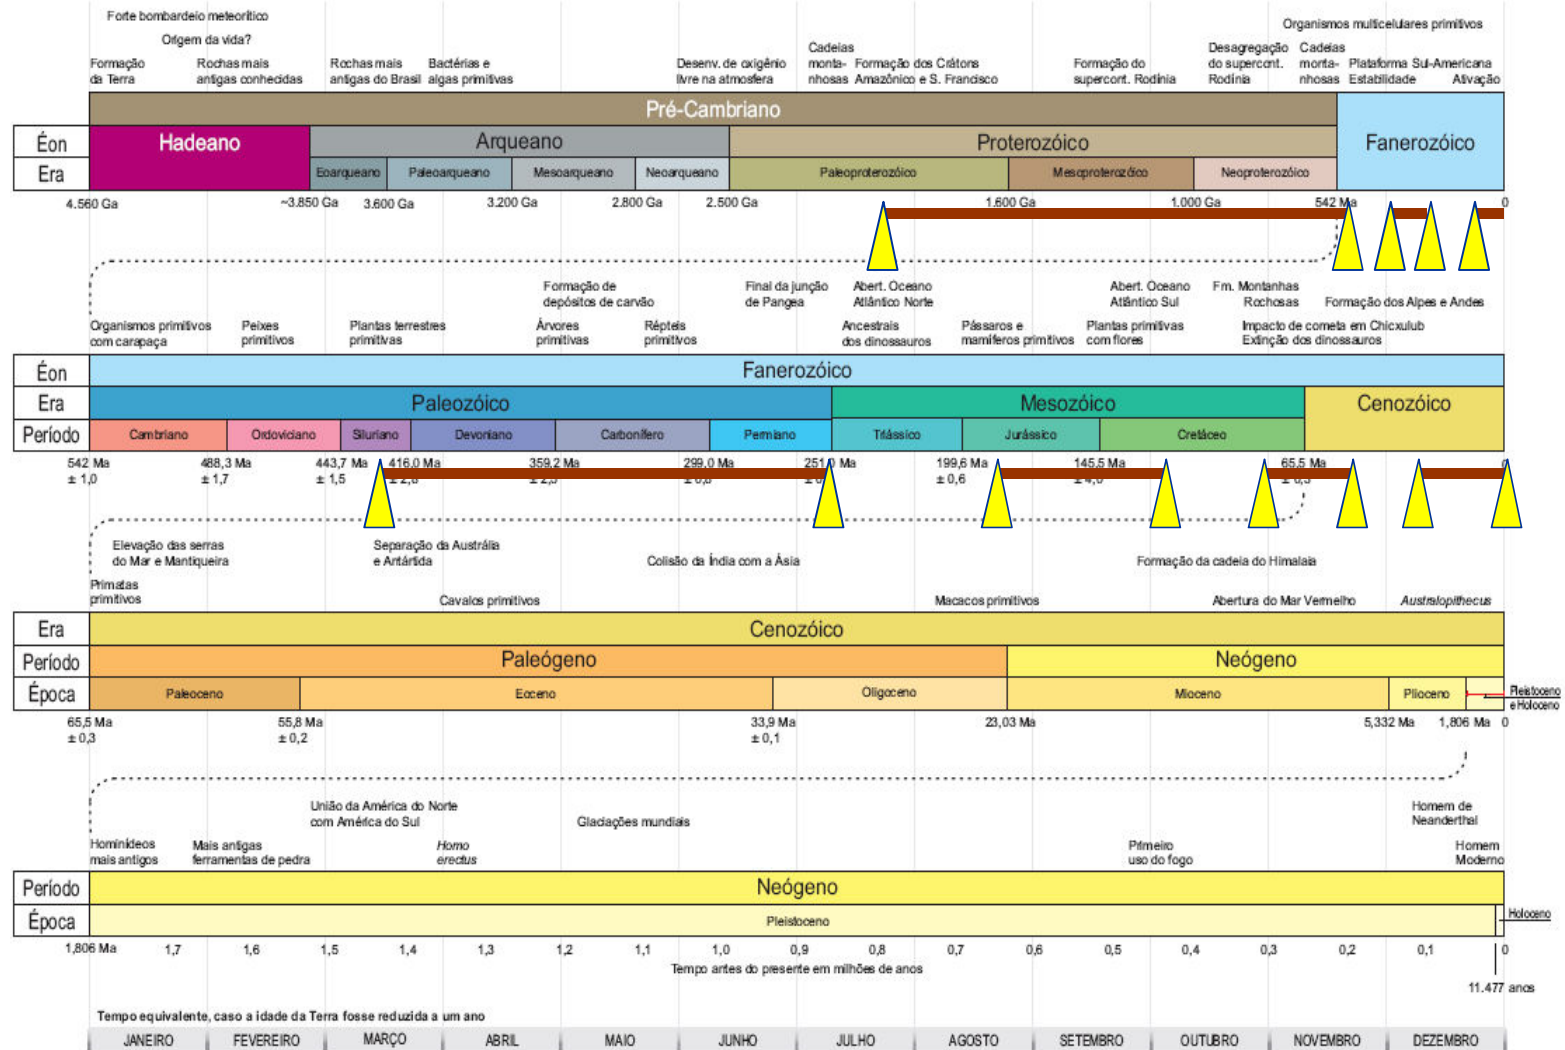 Forte bombardeio meteorítico
Organismos multicelulares primitivos
Origem da vida?
Formação
da Terra
Rochas mais
antigas conhecidas
Rochas mais
antigas do Brasil
Bactérias e
algas primitivas
Desenv. de oxigênio
livre na atmosfera
Cadeias
monta-
nhosas
Formação dos Crátons
Amazônico e S. Francisco
Formação do
supercont. Rodínia
Desagregação
do supercont.
Rodínia
Cadeias
monta-
nhosas
Plataforma Sul-Americana
Estabilidade
Ativação
Pré-Cambriano
Éon
Hadeano
Arqueano
Proterozóico
Fanerozóico
Era
Eoarqueano
Paleoarqueano
Mesoarqueano
Neoarqueano
Paleoproterozóico
Mesoproterozóico
Neoproterozóico
4.560 Ga
~3.850 Ga
3.600 Ga
3.200 Ga
2.800 Ga
2.500 Ga
1.600 Ga
1.000 Ga
542 Ma
0
Formação de
depósitos de carvão
Final da junção
de Pangea
Abert. Oceano
Atlântico Norte
Abert. Oceano
Atlântico Sul
Fm. Montanhas
Rochosas
Formação dos Alpes e Andes
Organismos primitivos
com carapaça
Peixes
primitivos
Plantas terrestres
primitivas
Árvores
primitivas
Répteis
primitivos
Ancestrais
dos dinossauros
Pássaros e
mamíferos primitivos
Plantas primitivas
com flores
Impacto de cometa em Chicxulub
Extinção dos dinossauros
Éon
Fanerozóico
Era
Paleozóico
Mesozóico
Cenozóico
Período
Cambriano
Ordoviciano
Siluriano
Devoniano
Carbonífero
Permiano
Triássico
Jurássico
Cretáceo
542 Ma
± 1,0
488,3 Ma
± 1,7
443,7 Ma
± 1,5
416,0 Ma
359,2 Ma
299,0 Ma
251,0 Ma
199,6 Ma
± 0,6
145,5 Ma
65,5 Ma
0
Elevação das serras
do Mar e Mantiqueira
Separação da Austrália
e Antártida
Colisão da Índia com a Ásia
Formação da cadeia do Himalaia
Primatas
primitivos
Cavalos primitivos
Macacos primitivos
Abertura do Mar Vermelho
Australopithecus
Era
Cenozóico
Período
Paleógeno
Neógeno
Época
Paleoceno
Eoceno
Oligoceno
Mioceno
Plioceno
Pleistoceno
e Holoceno
65,5 Ma
± 0,3
55,8 Ma
± 0,2
33,9 Ma
± 0,1
23,03 Ma
5,332 Ma
1,806 Ma
0
União da América do Norte
com América do Sul
Glaciações mundiais
Homem de
Neanderthal
Hominídeos
mais antigos
Mais antigas
ferramentas de pedra
Homo
erectus
Primeiro
uso do fogo
Homem
Moderno
Período
Neógeno
Época
Pleistoceno
Holoceno
1,806 Ma
1,7
1,6
1,5
1,4
1,3
1,2
1,1
1,0
0,9
0,8
0,7
0,6
0,5
0,4
0,3
0,2
0,1
0
Tempo antes do presente em milhões de anos
11.477 anos
Tempo equivalente, caso a idade da Terra fosse reduzida a um ano
JANEIRO
FEVEREIRO
MARÇO
ABRIL
MAIO
JUNHO
JULHO
AGOSTO
SETEMBRO
OUTUBRO
NOVEMBRO
DEZEMBRO